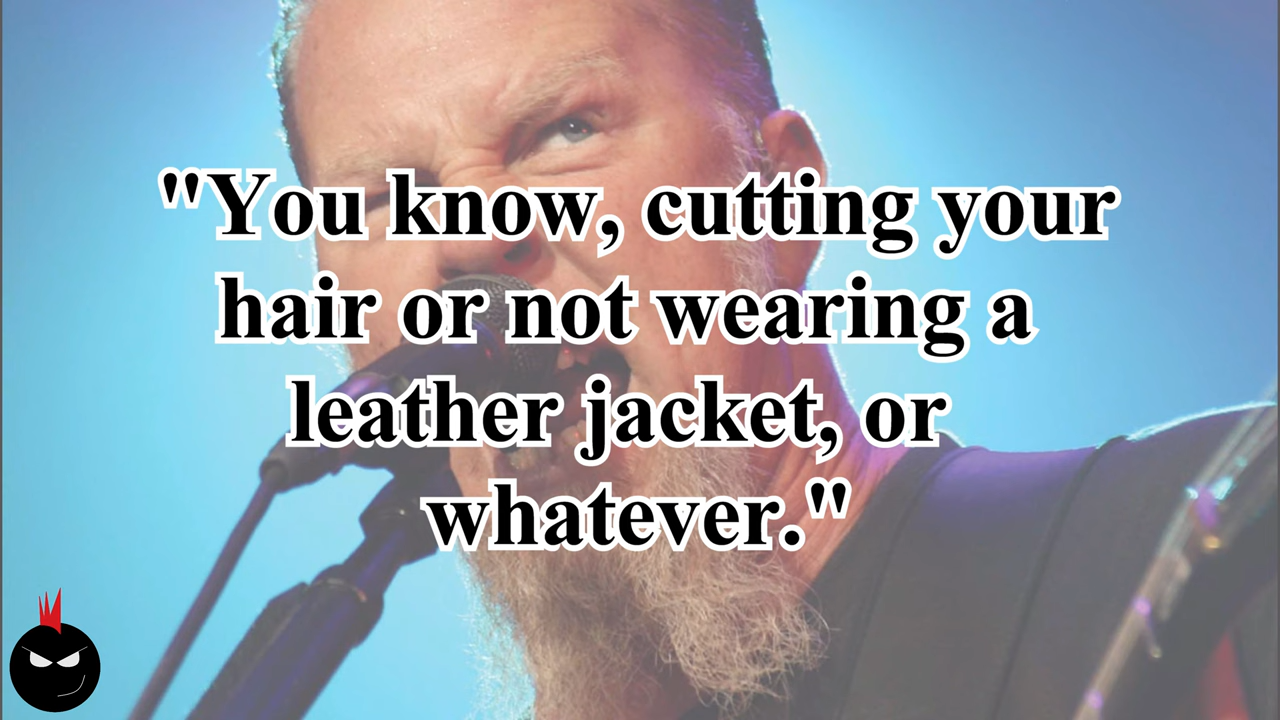 "You know, cutting your
hair or not wearing a
leather jacket, or
whatever."